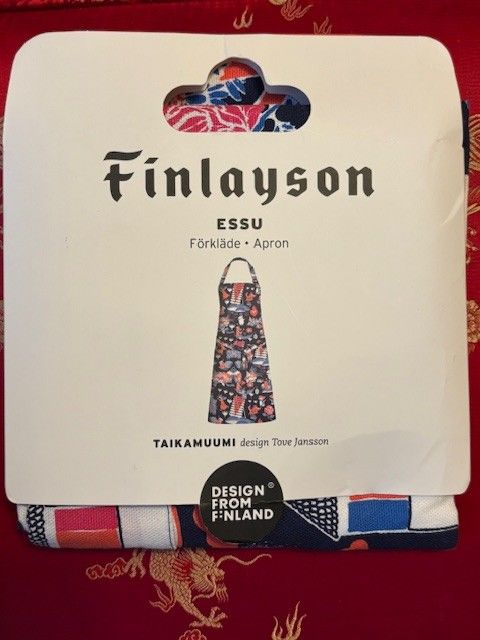 Finlayson
ESSU
Förkläde • Apron
TAIKAMUUMI design Tove Jansson
DESIGN ®
FROM
FINLAND